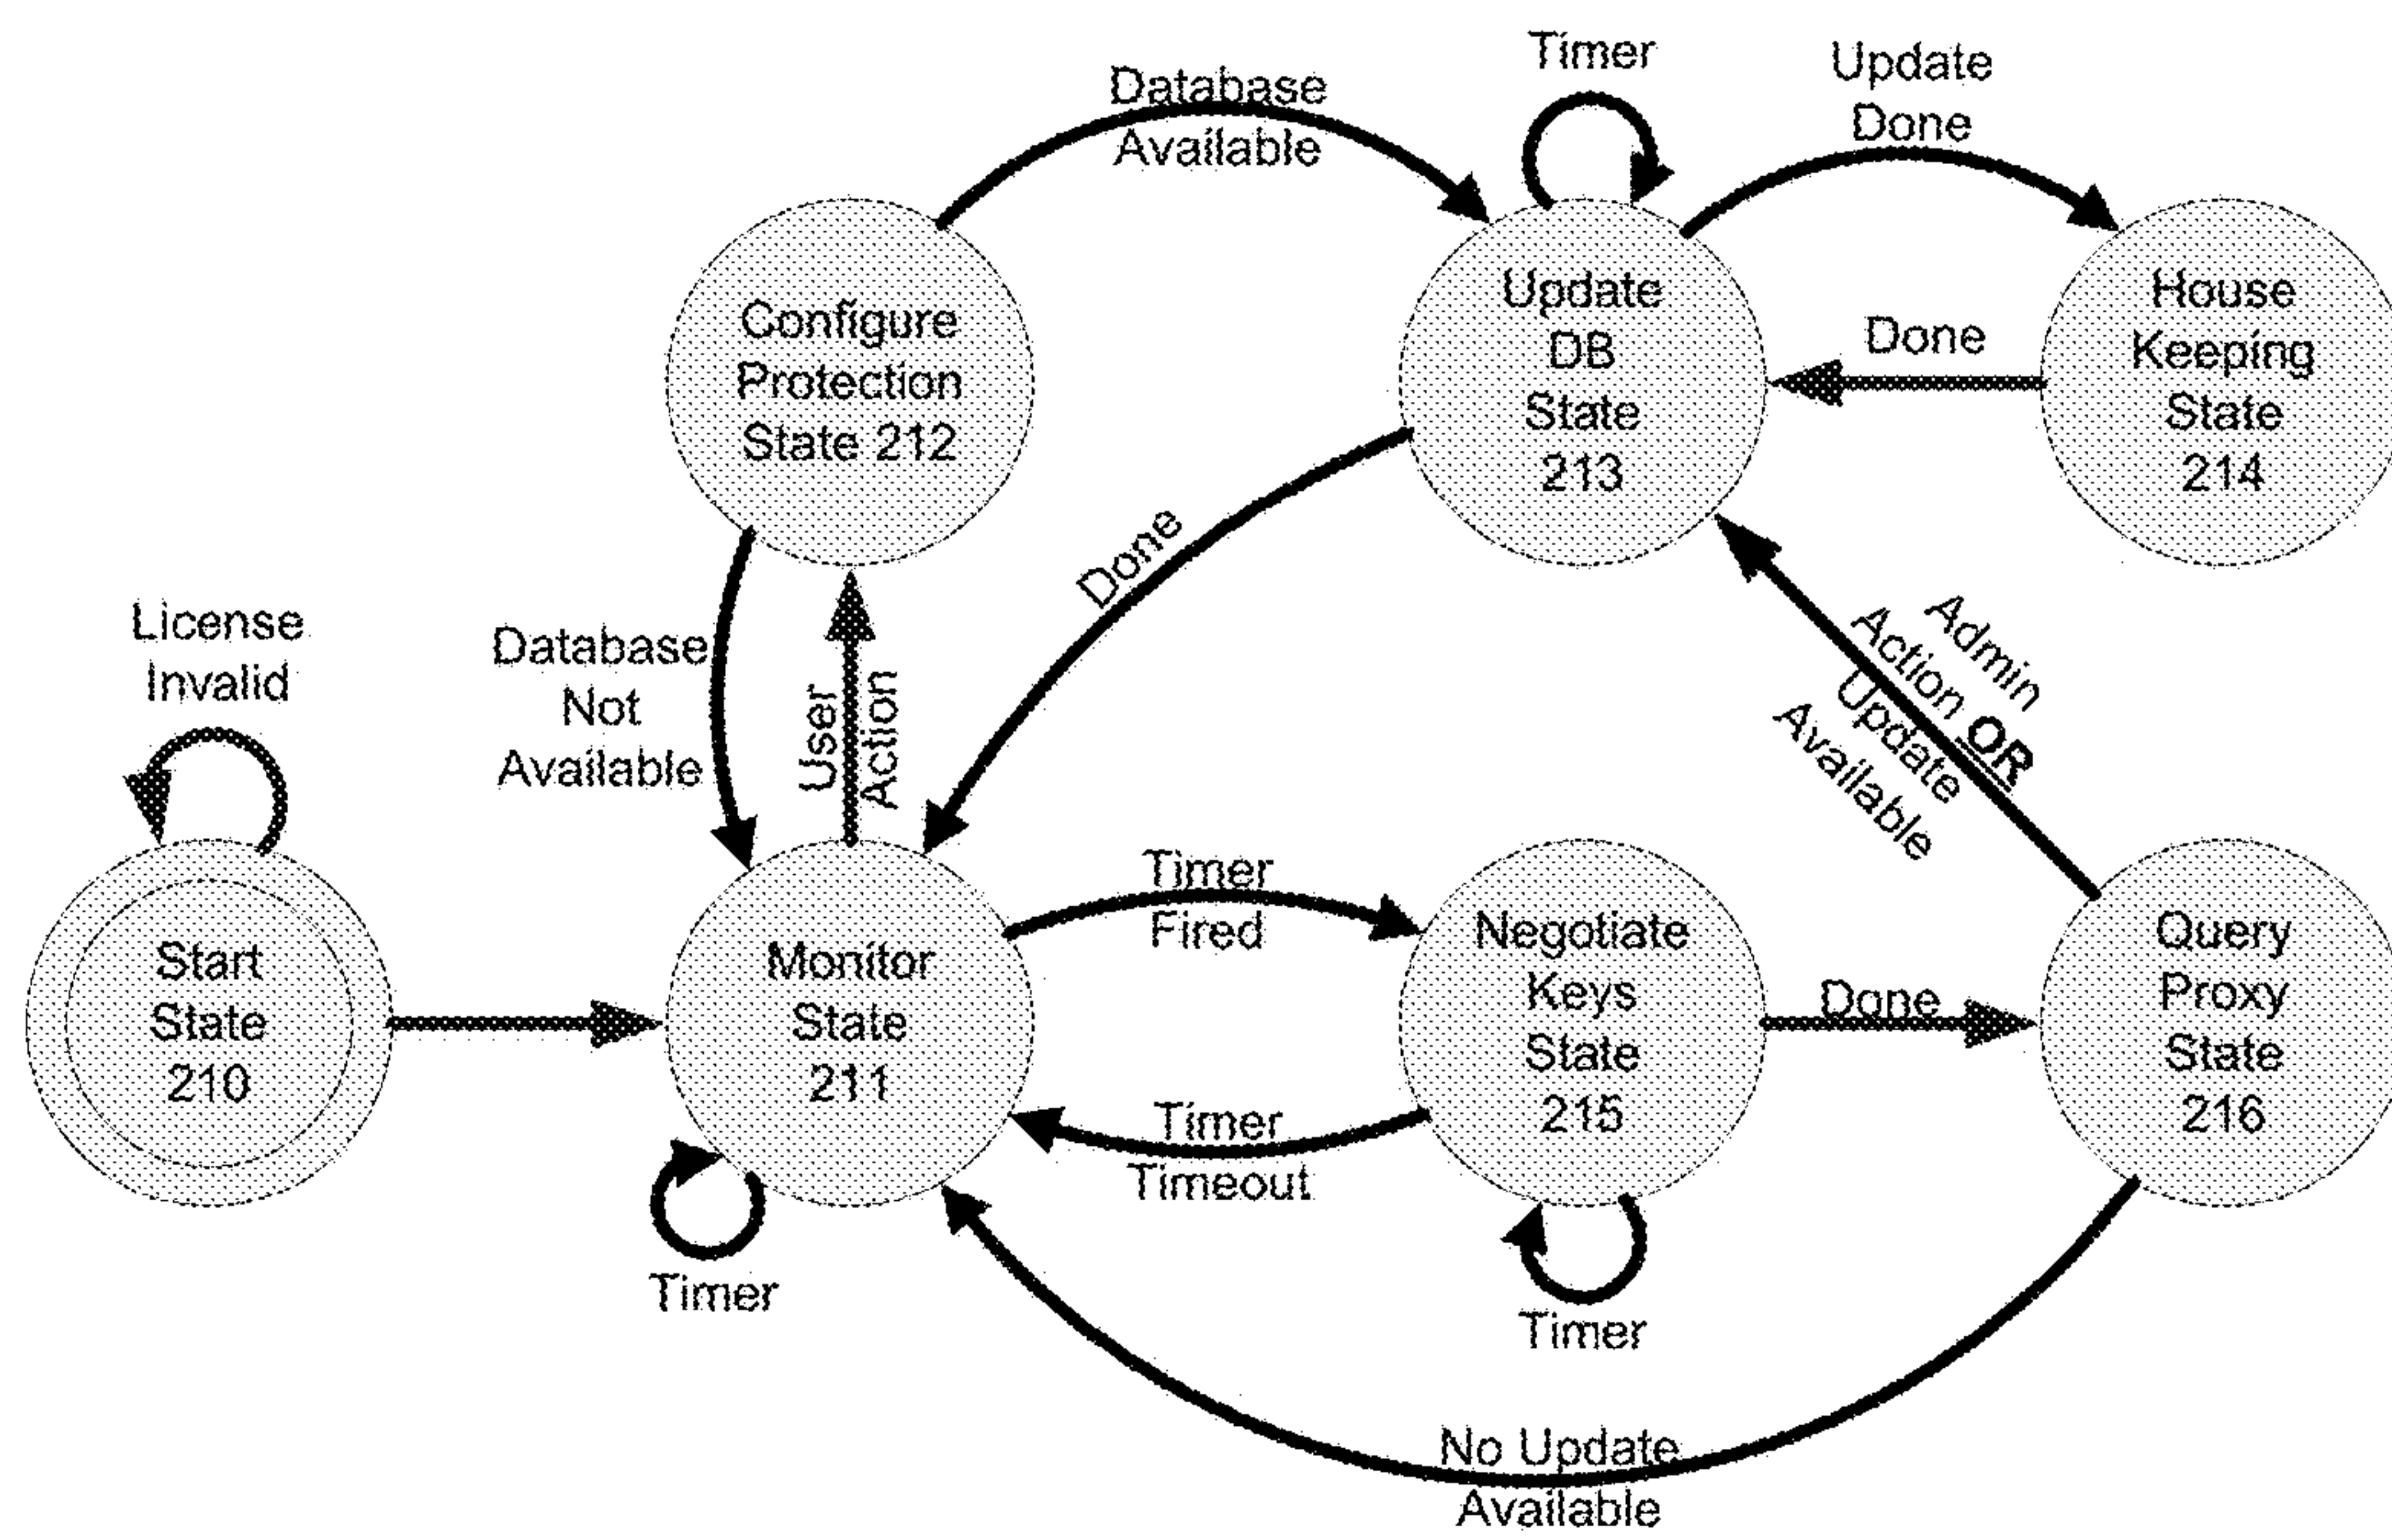 Timer
Update
Done
Database
Available
Configure
Protection
State 212
Update
DB
State
213
Done
House
Keeping
State
214
License
Invalid
Database
Not
Available
User
Action
Done
Admin
Action OR
Update
Available
Start
State
210
Monitor
State
211
Timer
Fired
Negotiate
Keys
State
215
Done
Query
Proxy
State
216
Timer
Timeout
Timer
Timer
No Update
Available